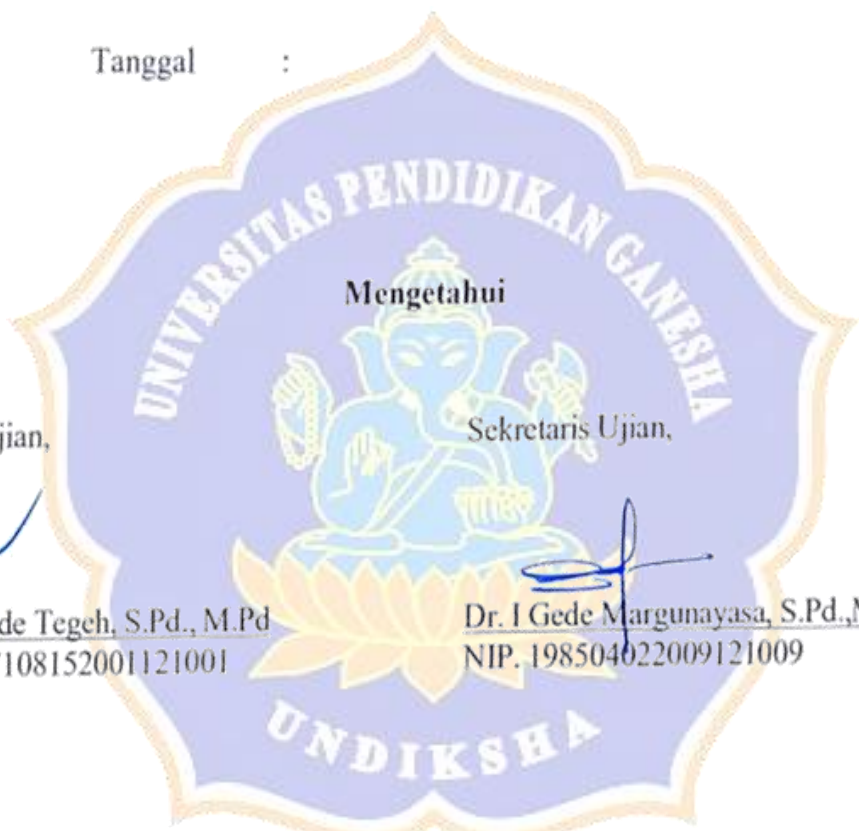 Tanggal :
UNIVERSITAS PENDIDIKAN GANESHA
Mengetahui
jian,
Sekretaris Ujian,
de Tegeh, S.Pd., M.Pd
Dr. I Gede Margunayasa, S.Pd.,M
7108152001121001
NIP. 198504022009121009
UNDIKSHA